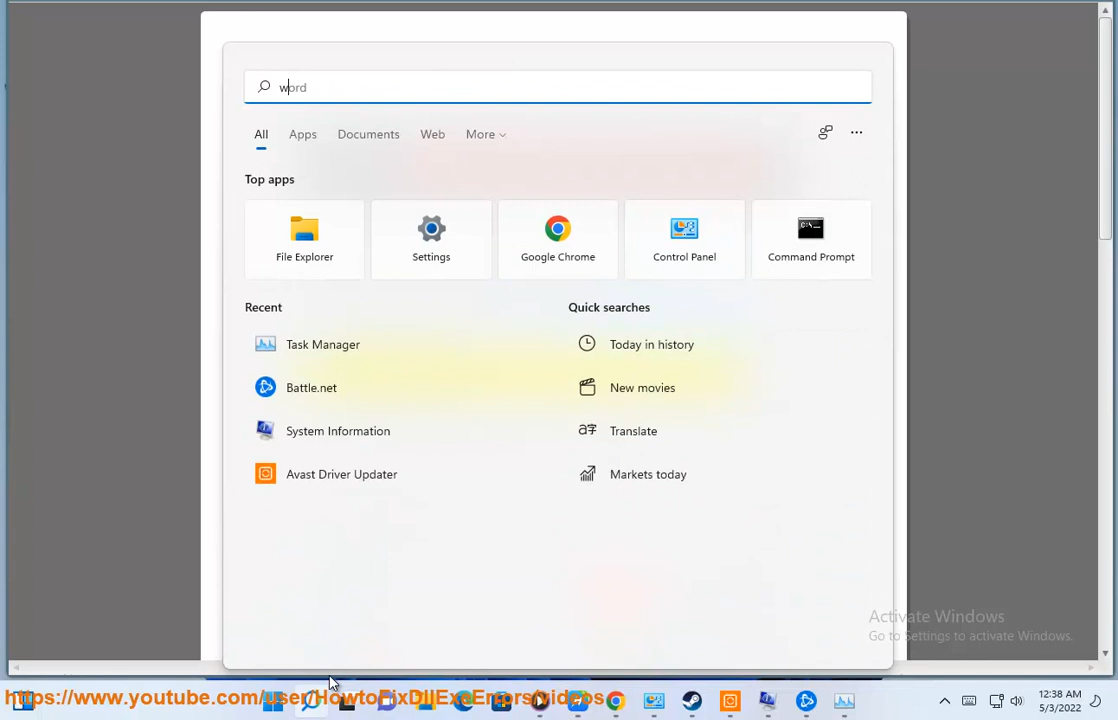 word
All Apps Documents Web More
Top apps
File Explorer Settings Google Chrome Control Panel Command Prompt
Recent Quick searches
Task Manager Today in history
Battle.net New movies
System Information Translate
Avast Driver Updater Markets today
Activate Windows
Go to Settings to activate Windows.
https://www.youtube.com/user/HowtoFixDllExeErrors/videos
12:38 AM
5/3/2022